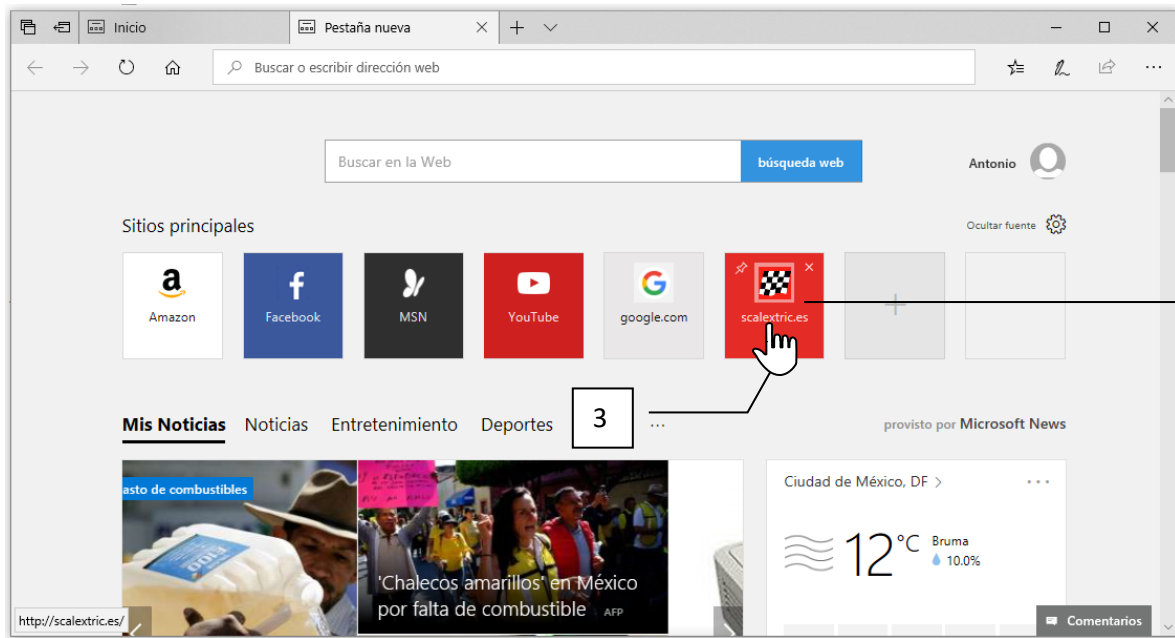 Inicio
Pestaña nueva
Buscar o escribir dirección web
Buscar en la Web
búsqueda web
Antonio
Sitios principales
Ocultar fuente
a
Amazon
f
Facebook
MSN
YouTube
G
google.com
scalextric.es
Mis Noticias Noticias Entretenimiento Deportes ...
3
provisto por Microsoft News
asto de combustibles
'Chalecos amarillos' en México
por falta de combustible AFP
Ciudad de México, DF >
12°C
Bruma
10.0%
http://scalextric.es/
Comentarios